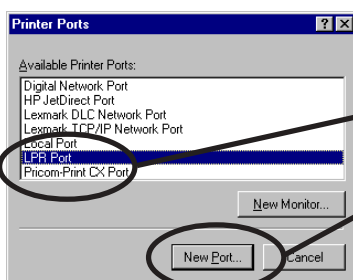 Printer Ports
Available Printer Ports:
Digital Network Port
HP JetDirect Port
Lexmark DLC Network Port
Lexmark TCP/IP Network Port
Local Port
LPR Port
Pricom-Print CX Port
New Monitor...
New Port...
Cancel